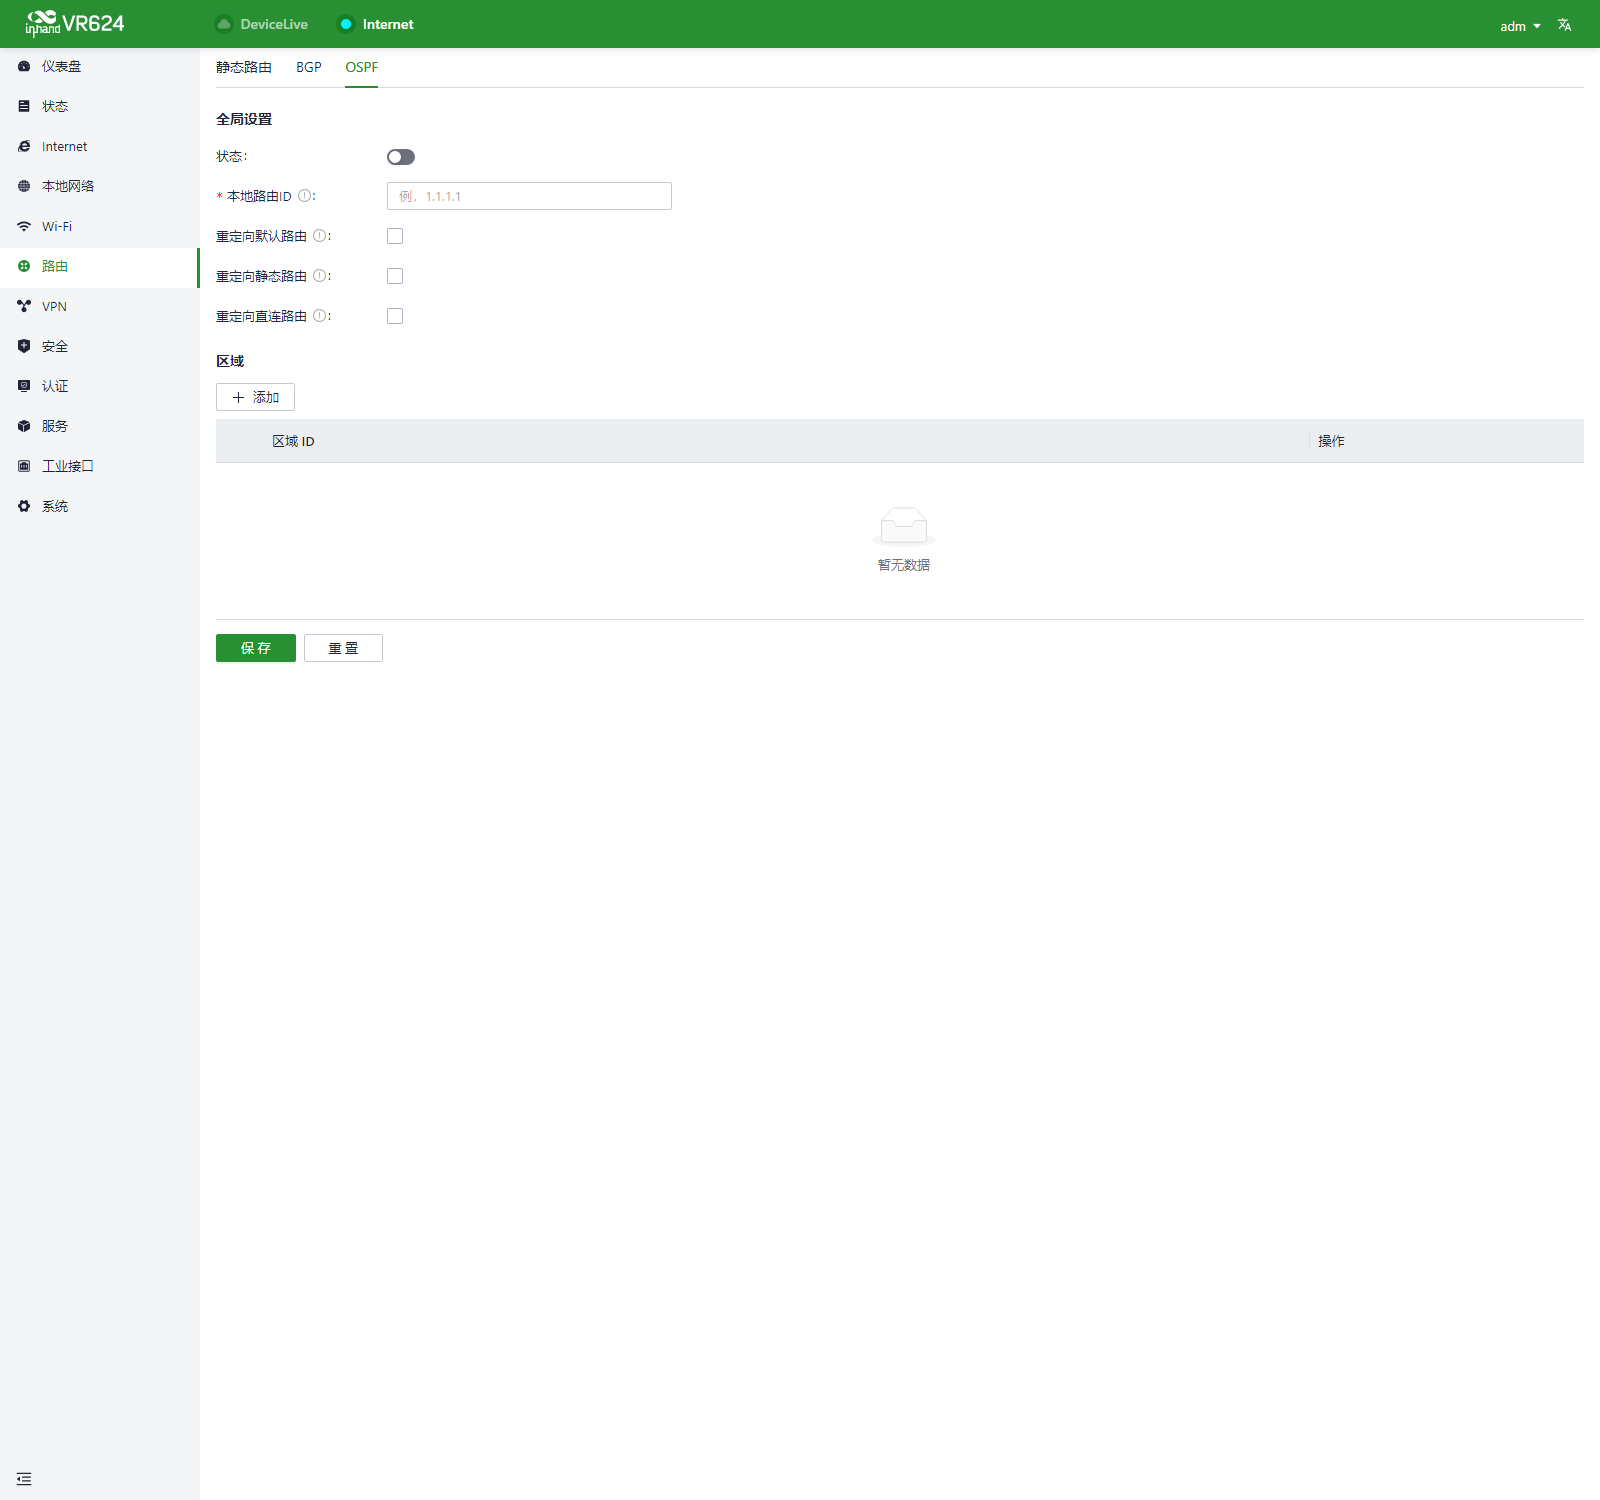 inhand VR624
DeviceLive
Internet
adm
仪表盘
状态
Internet
本地网络
Wi-Fi
路由
VPN
安全
认证
服务
工业接口
系统
静态路由 BGP OSPF
全局设置
状态:
* 本地路由ID : 例，1.1.1.1
重定向默认路由 :
重定向静态路由 :
重定向直连路由 :
区域
添加
区域 ID 操作
暂无数据
保存 重置